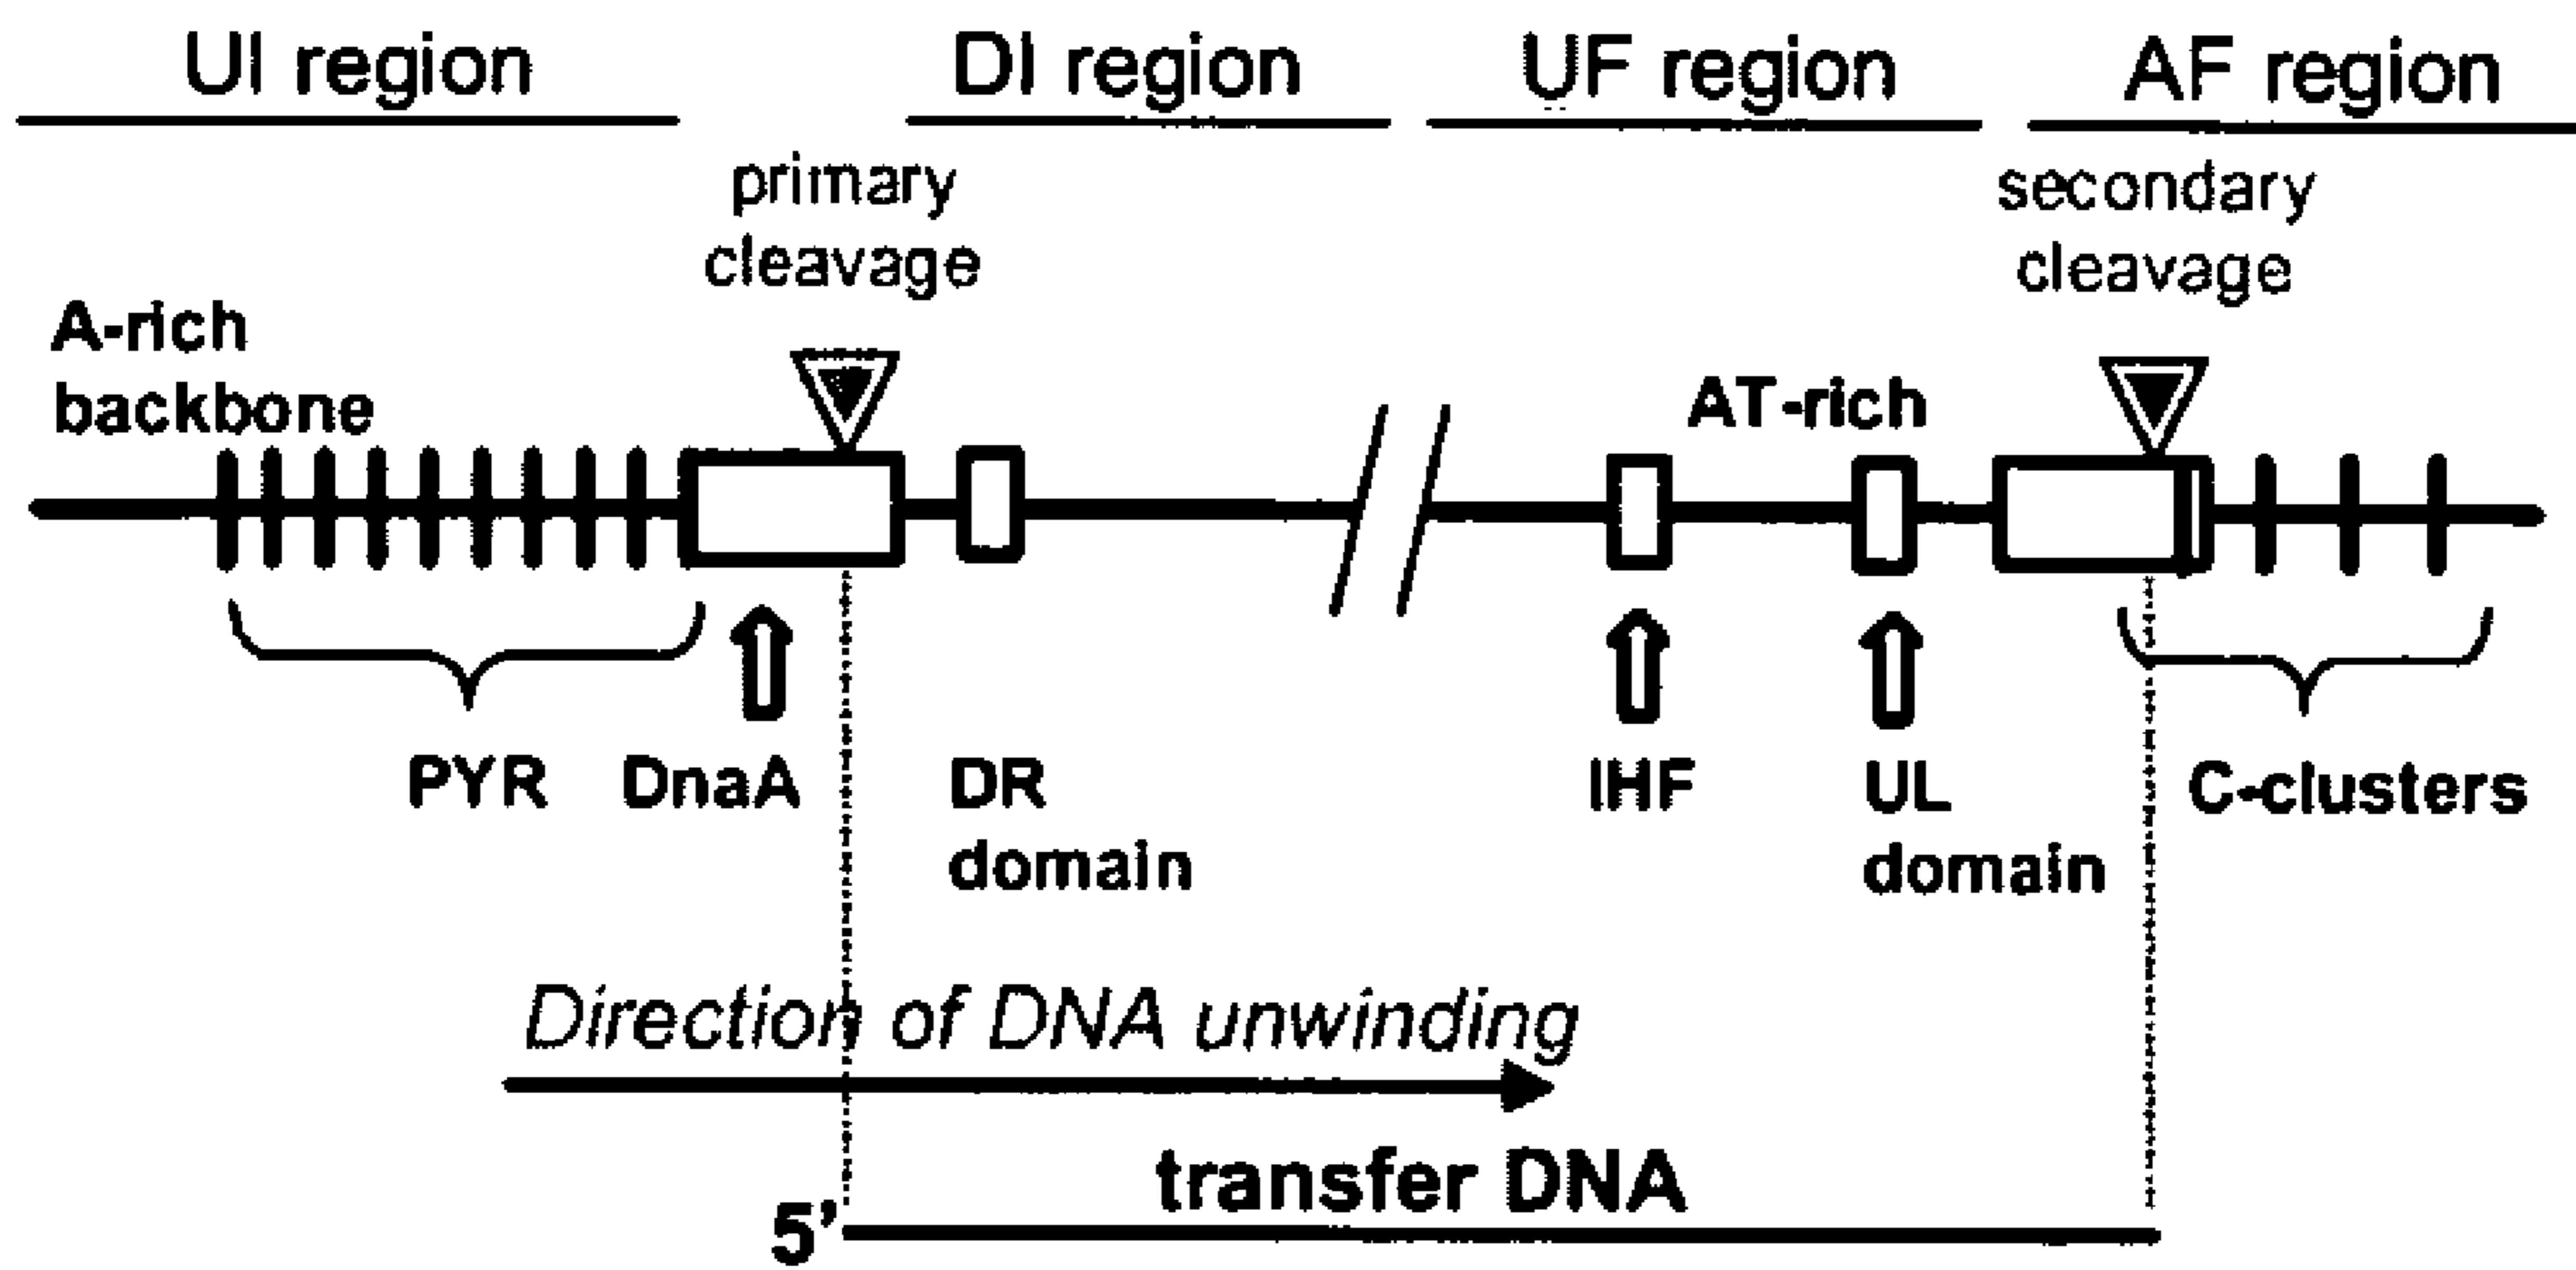 UI region DI region UF region AF region
primary cleavage
secondary cleavage
A-rich backbone
AT-rich
PYR DnaA DR domain IHF UL domain C-clusters
Direction of DNA unwinding
transfer DNA
5'